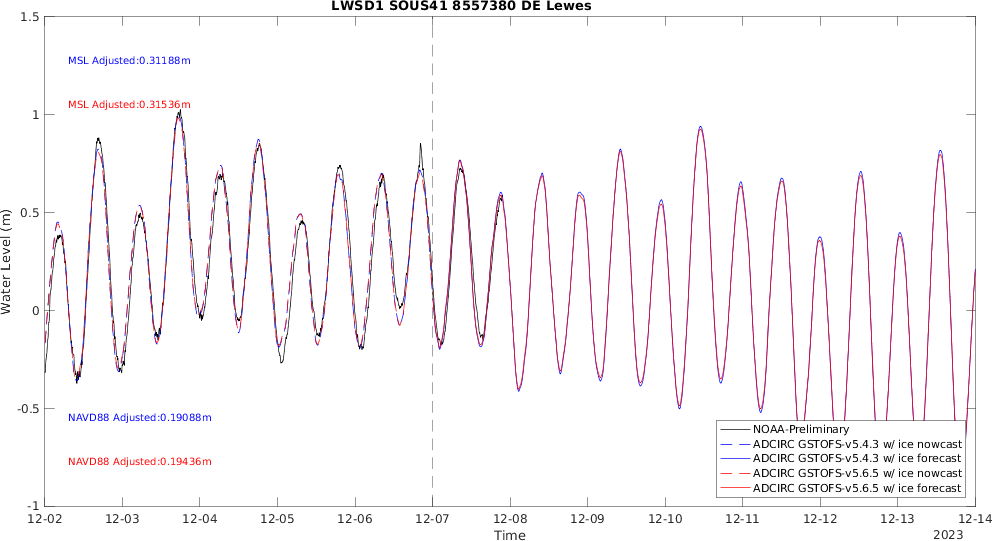 LWSD1 SOUS41 8557380 DE Lewes
1.5
1
0.5
0
-0.5
-1
Water Level (m)
MSL Adjusted:0.31188m
MSL Adjusted:0.31536m
NAVD88 Adjusted:0.19088m
NAVD88 Adjusted:0.19436m
NOAA-Preliminary
ADCIRC GSTOFS-v5.4.3 w/ ice nowcast
ADCIRC GSTOFS-v5.4.3 w/ ice forecast
ADCIRC GSTOFS-v5.6.5 w/ ice nowcast
ADCIRC GSTOFS-v5.6.5 w/ ice forecast
12-02 12-03 12-04 12-05 12-06 12-07 12-08 12-09 12-10 12-11 12-12 12-13 12-14
Time
2023